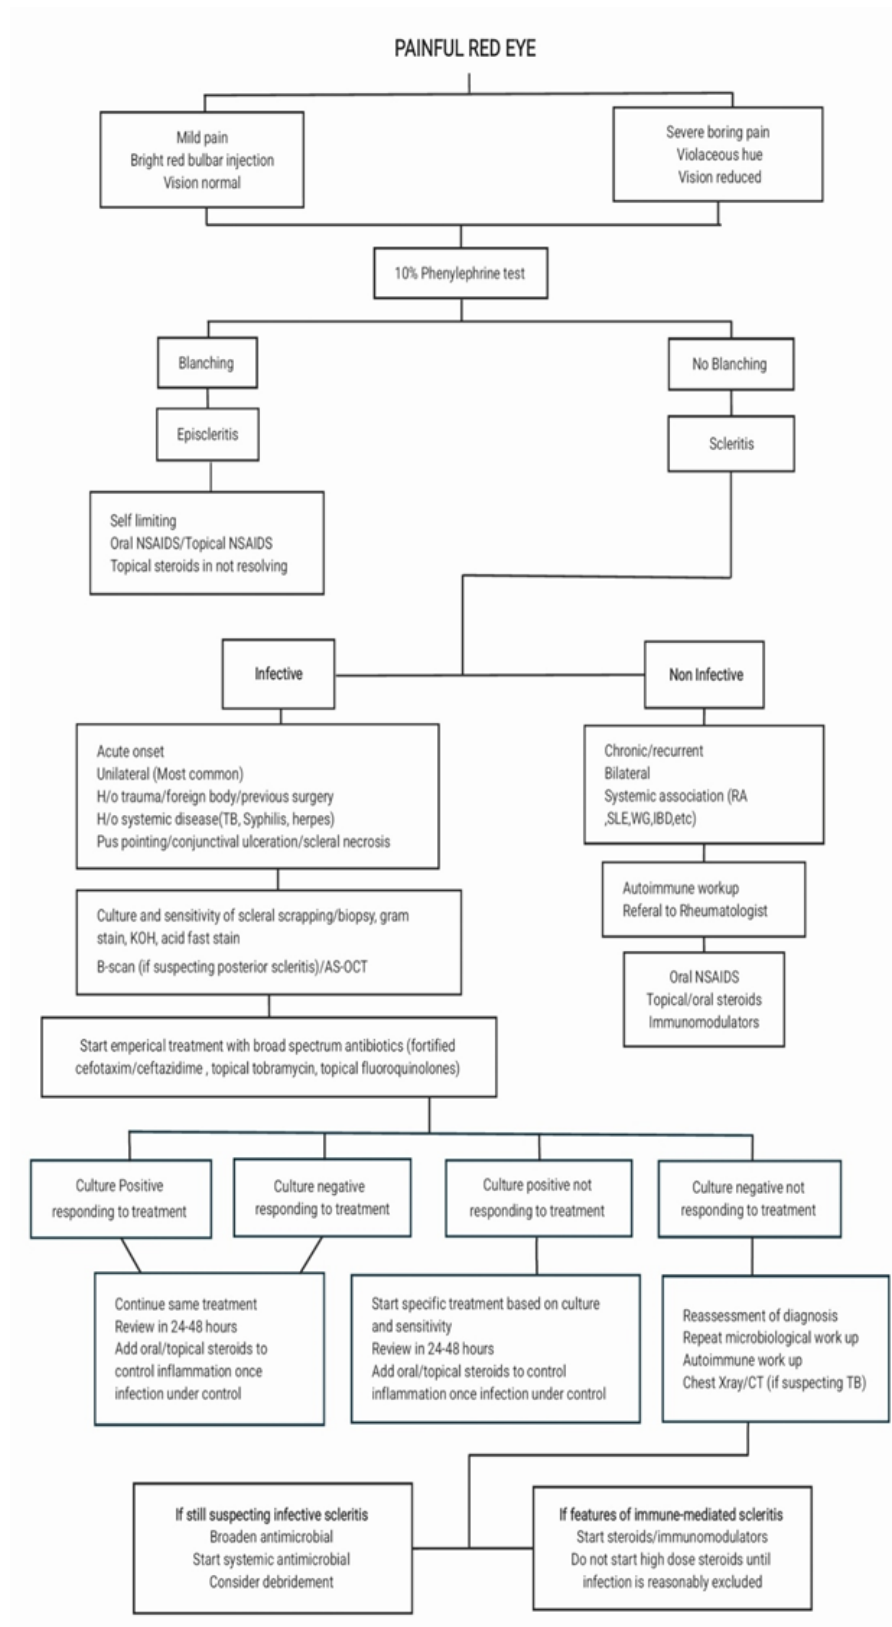 PAINFUL RED EYE
Mild pain
Bright red bulbar injection
Vision normal
Severe boring pain
Violaceous hue
Vision reduced
10% Phenylephrine test
Blanching
No Blanching
Episcleritis
Scleritis
Self limiting
Oral NSAIDS/Topical NSAIDS
Topical steroids in not resolving
Infective
Non Infective
Acute onset
Unilateral (Most common)
H/o trauma/foreign body/previous surgery
H/o systemic disease(TB, Syphilis, herpes)
Pus pointing/conjunctival ulceration/scleral necrosis
Chronic/recurrent
Bilateral
Systemic association (RA
,SLE,WG,IBD,etc)
Autoimmune workup
Referal to Rheumatologist
Culture and sensitivity of scleral scrapping/biopsy, gram
stain, KOH, acid fast stain
B-scan (if suspecting posterior scleritis)/AS-OCT
Oral NSAIDS
Topical/oral steroids
Immunomodulators
Start emperical treatment with broad spectrum antibiotics (fortified
cefotaxim/ceftazidime , topical tobramycin, topical fluoroquinolones)
Culture Positive
responding to treatment
Culture negative
responding to treatment
Culture positive not
responding to treatment
Culture negative not
responding to treatment
Continue same treatment
Review in 24-48 hours
Add oral/topical steroids to
control inflammation once
infection under control
Start specific treatment based on culture
and sensitivity
Review in 24-48 hours
Add oral/topical steroids to control
inflammation once infection under control
Reassessment of diagnosis
Repeat microbiological work up
Autoimmune work up
Chest Xray/CT (if suspecting TB)
If still suspecting infective scleritis
Broaden antimicrobial
Start systemic antimicrobial
Consider debridement
If features of immune-mediated scleritis
Start steroids/immunomodulators
Do not start high dose steroids until
infection is reasonably excluded